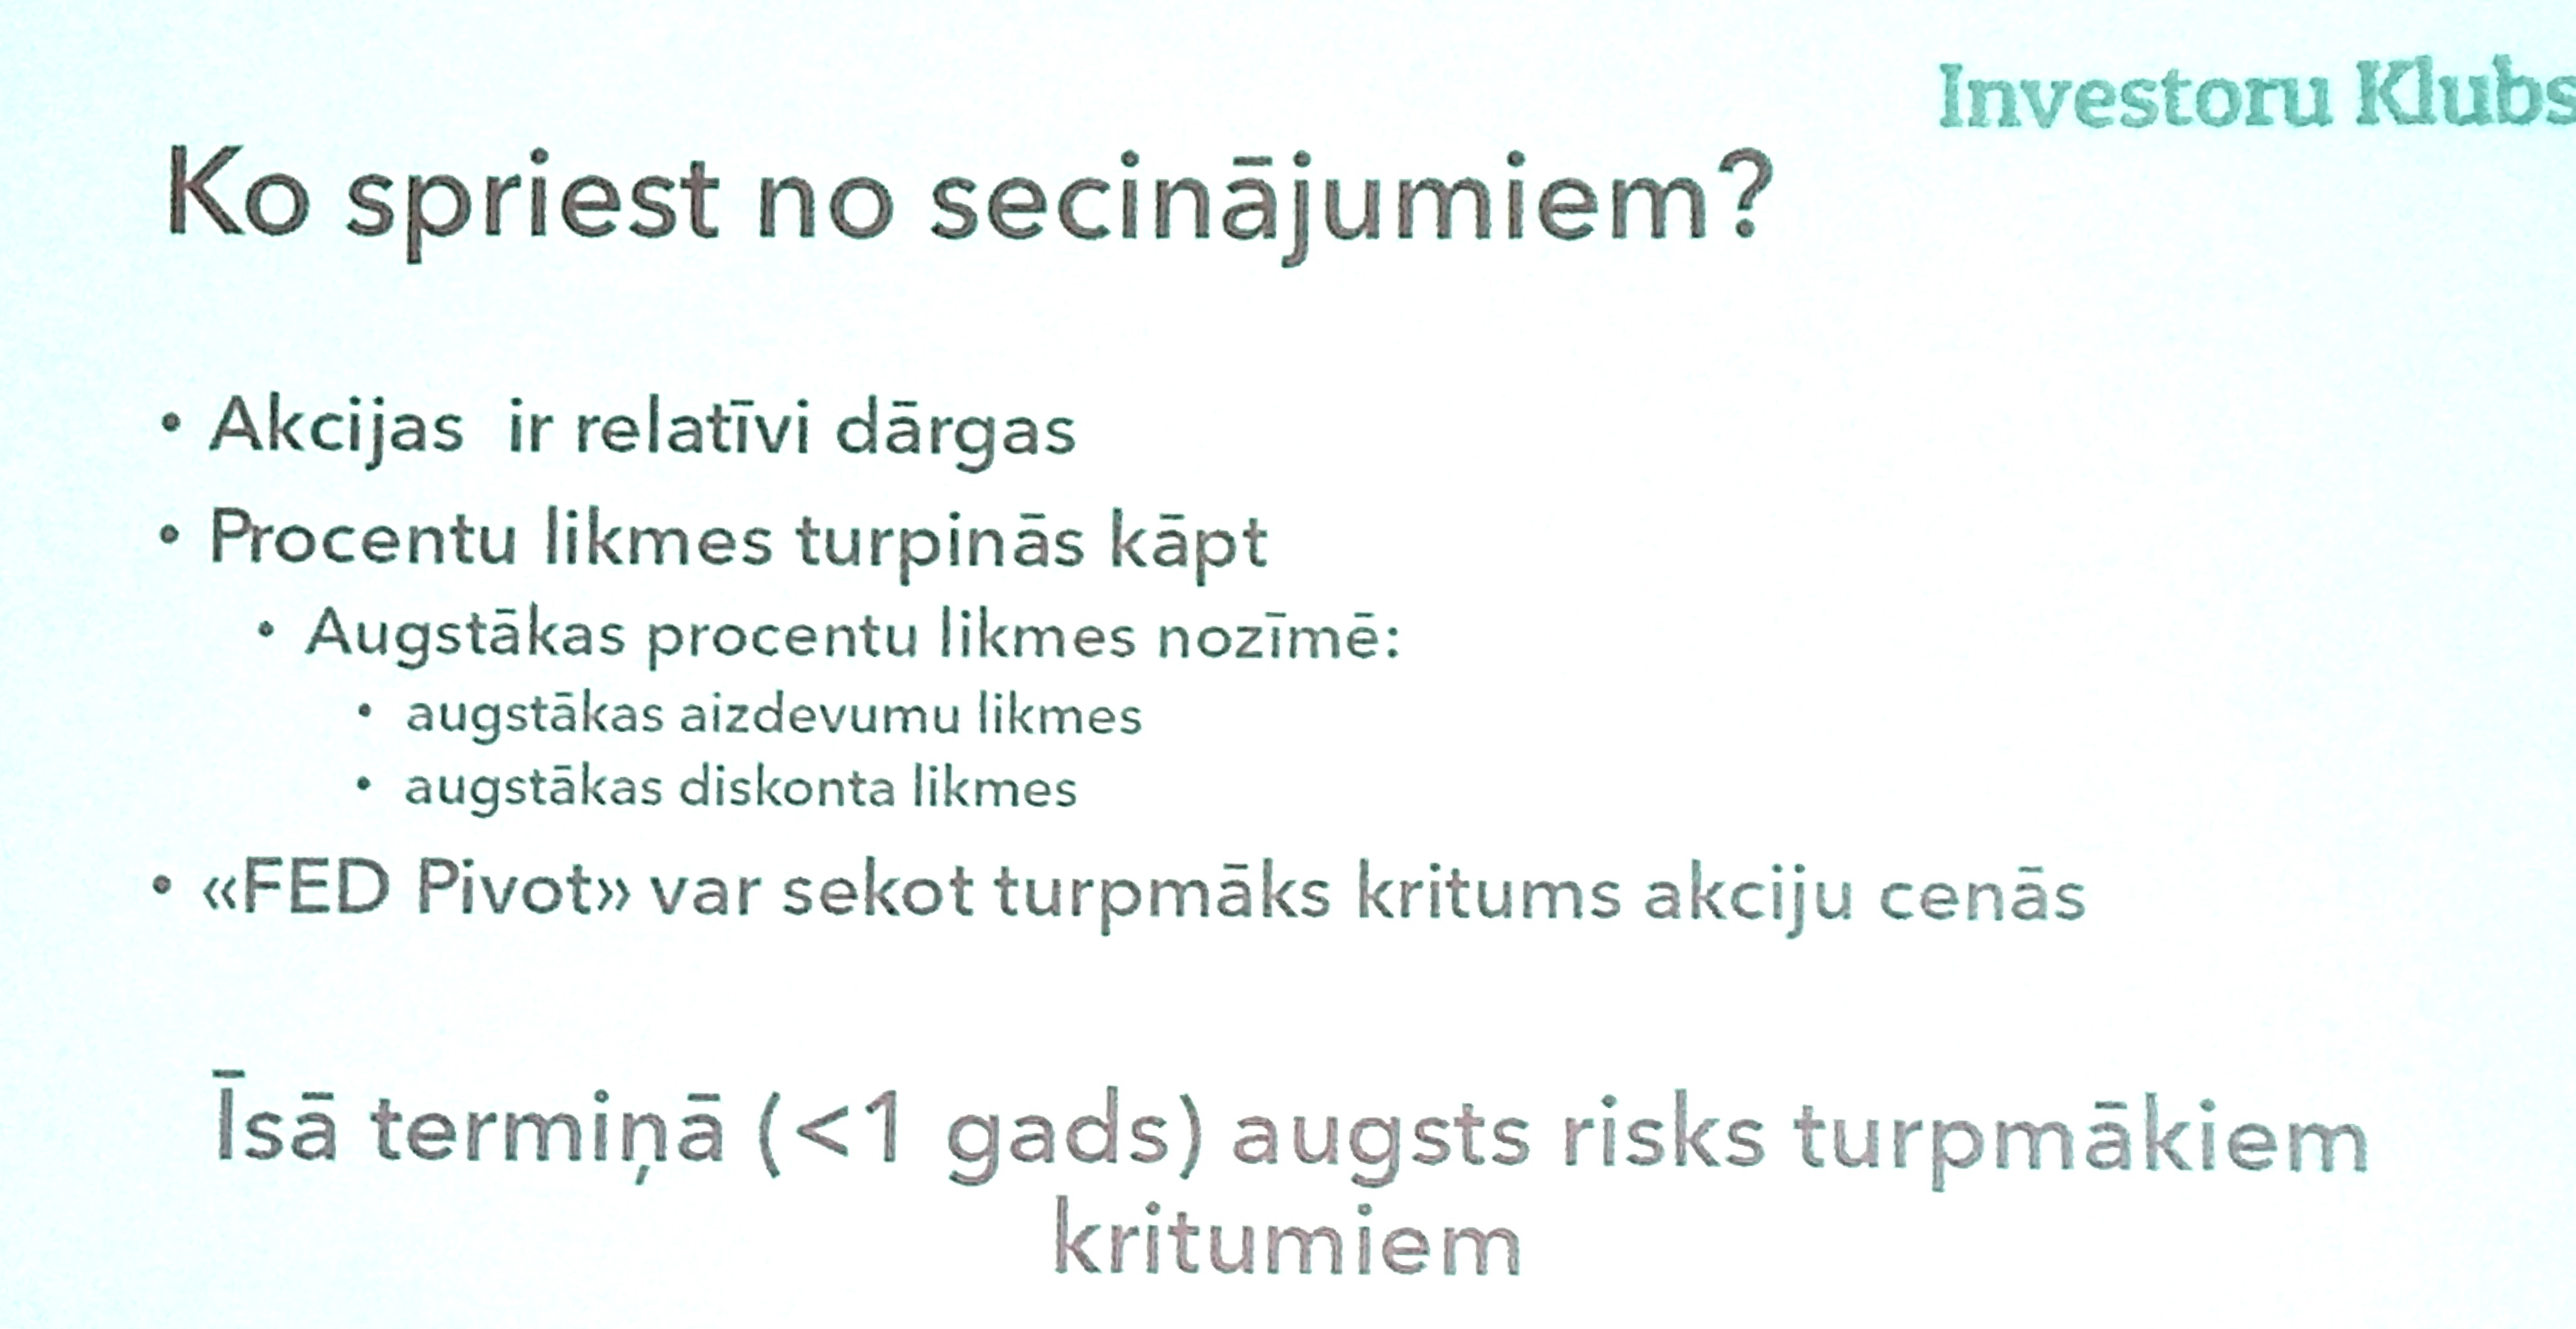 Investoru Klubs
Ko spriest no secinājumiem?
• Akcijas ir relatīvi dārgas
• Procentu likmes turpinās kāpt
• Augstākas procentu likmes nozīmē:
• augstākas aizdevumu likmes
• augstākas diskonta likmes
• «FED Pivot» var sekot turpmāks kritums akciju cenās
Īsā termiņā (<1 gads) augsts risks turpmākiem
kritumiem